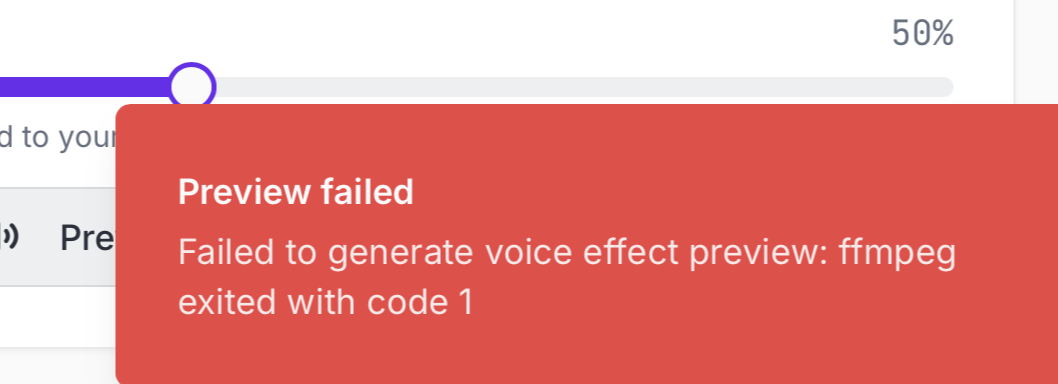 50%
d to your
Pre
Preview failed
Failed to generate voice effect preview: ffmpeg
exited with code 1